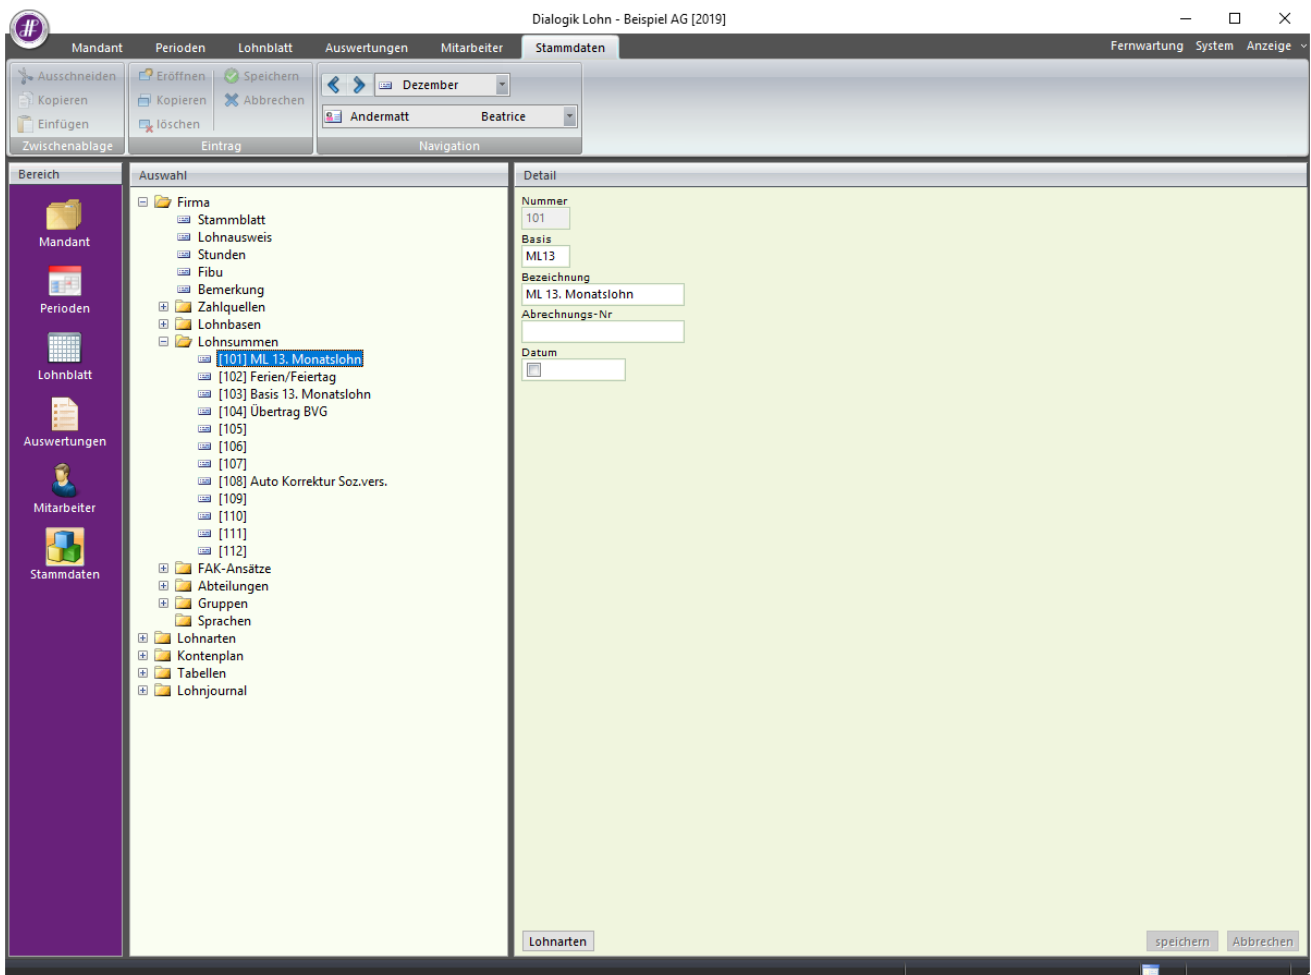 Dialogik Lohn - Beispiel AG [2019]
Mandant Perioden Lohnblatt Auswertungen Mitarbeiter Stammdaten Fernwartung System Anzeige
Ausschneiden Eröffnen Speichern
Dezember
Kopieren Kopieren Abbrechen
Andermatt Beatrice
Einfügen löschen
Zwischenablage Eintrag Navigation
Bereich
Mandant
Perioden
Lohnblatt
Auswertungen
Mitarbeiter
Stammdaten
Auswahl
Firma
Stammblatt
Lohnausweis
Stunden
Fibu
Bemerkung
Zahlquellen
Lohnbasen
Lohnsummen
[101] ML 13. Monatslohn
[102] Ferien/Feiertag
[103] Basis 13. Monatslohn
[104] Übertrag BVG
[105]
[106]
[107]
[108] Auto Korrektur Soz.vers.
[109]
[110]
[111]
[112]
FAK-Ansätze
Abteilungen
Gruppen
Sprachen
Lohnarten
Kontenplan
Tabellen
Lohnjournal
Detail
Nummer
101
Basis
ML13
Bezeichnung
ML 13. Monatslohn
Abrechnungs-Nr
Datum
Lohnarten speichern Abbrechen